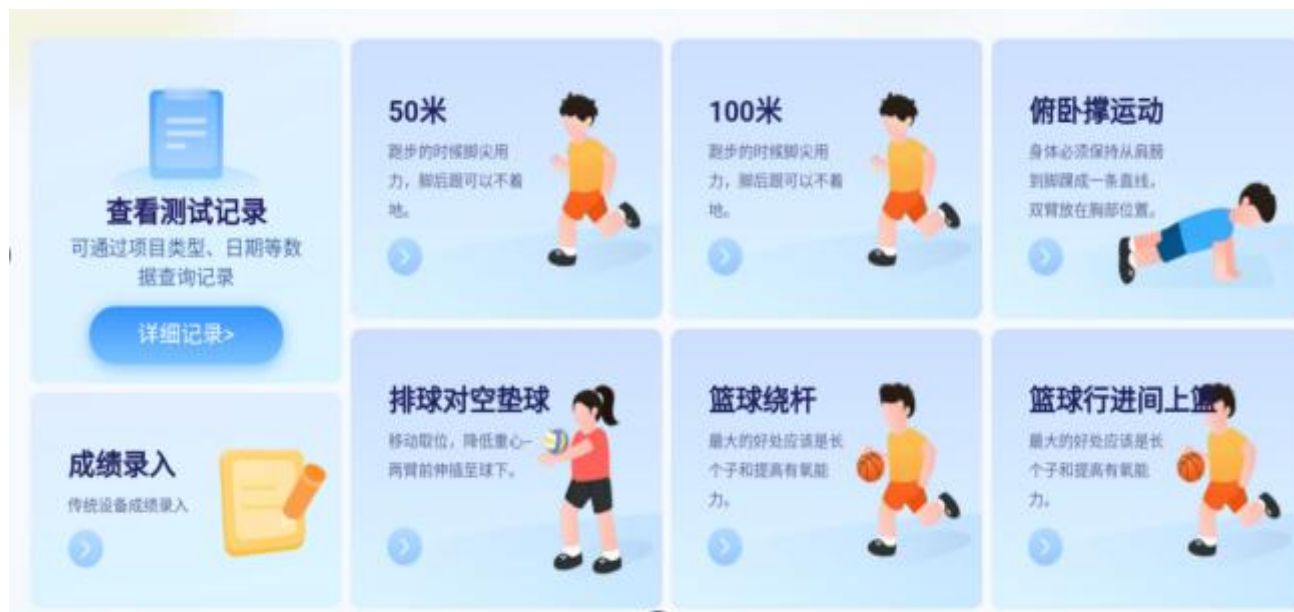 查看测试记录
可通过项目类型、日期等数
据查询记录
详细记录>
成绩录入
传统设备成绩录入
50米
跑步的时候脚尖用
力，脚后跟可以不着
地。
100米
跑步的时候脚尖用
力，脚后跟可以不着
地。
俯卧撑运动
身体必须保持从肩膀
到脚踝成一条直线，
双臂放在胸部位置。
排球对空垫球
移动取位，降低重心–
两臂前伸插至球下。
篮球绕杆
最大的好处应该是长
个子和提高有氧能
力。
篮球行进间上篮
最大的好处应该是长
个子和提高有氧能
力。